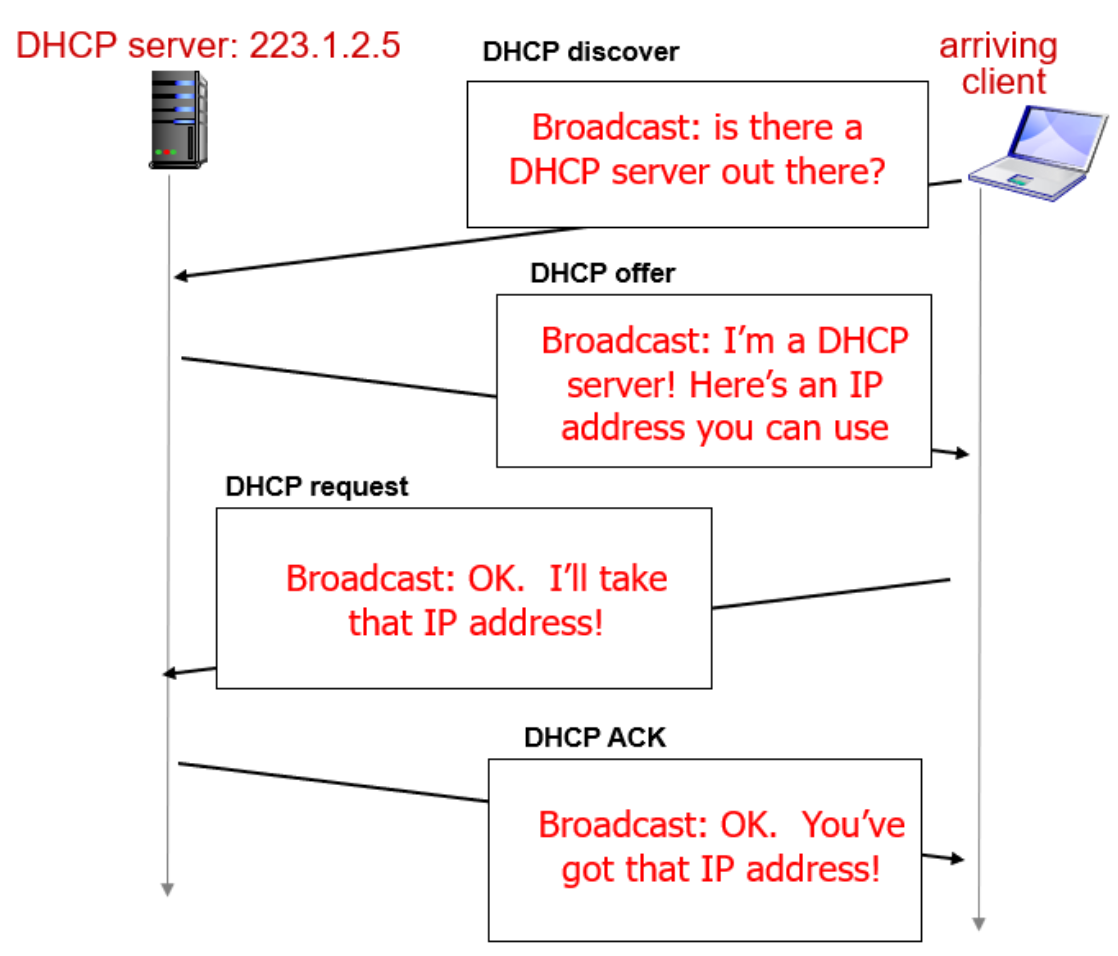 DHCP server: 223.1.2.5
DHCP discover
arriving
client
Broadcast: is there a
DHCP server out there?
DHCP offer
Broadcast: I’m a DHCP
server! Here’s an IP
address you can use
DHCP request
Broadcast: OK.  I’ll take
that IP address!
DHCP ACK
Broadcast: OK.  You’ve
got that IP address!